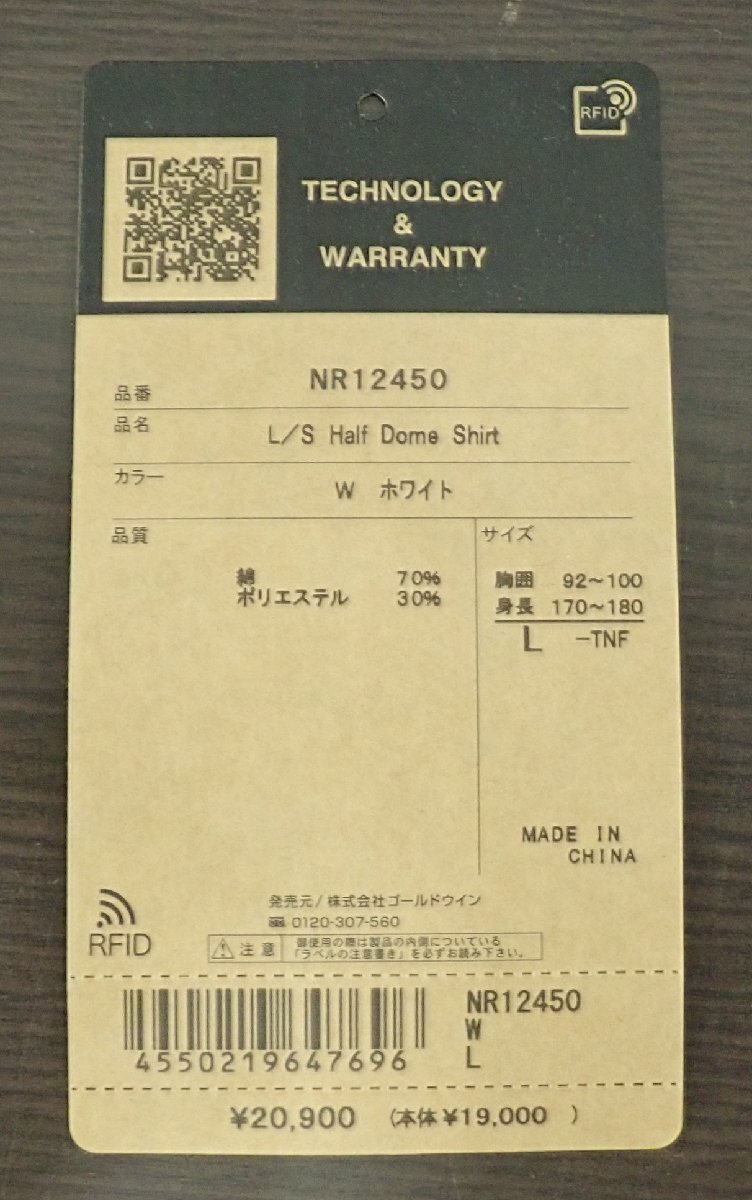 RFID
TECHNOLOGY
&
WARRANTY
品番 NR12450
品名 L/S Half Dome Shirt
カラー W ホワイト
品質
綿 70%
ポリエステル 30%
サイズ
胸囲 92~100
身長 170~180
L -TNF
MADE IN
CHINA
発売元/株式会社ゴールドウイン
0120-307-560
RFID
注意
御使用の際は製品の内側についている
「ラベルの注意書き」を必ずお読み下さい。
4550219647696
NR12450
W
L
¥20,900 (本体¥19,000 )